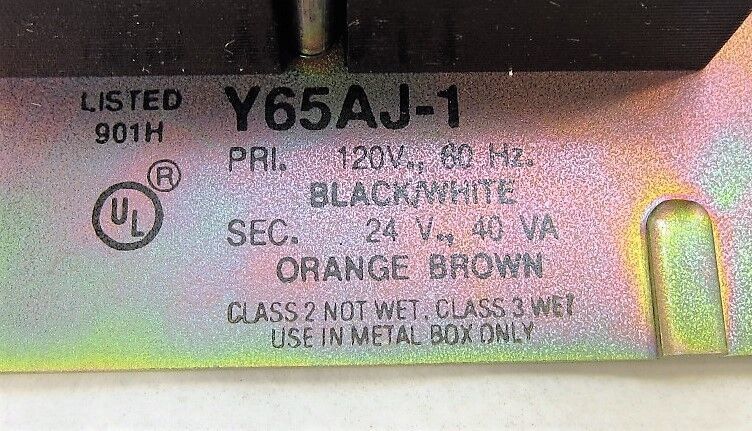 LISTED
901H
UL
®
Y65AJ-1
PRI. 120V., 60 Hz.
BLACK/WHITE
SEC. 24 V., 40 VA
ORANGE BROWN
CLASS 2 NOT WET, CLASS 3 WET
USE IN METAL BOX ONLY